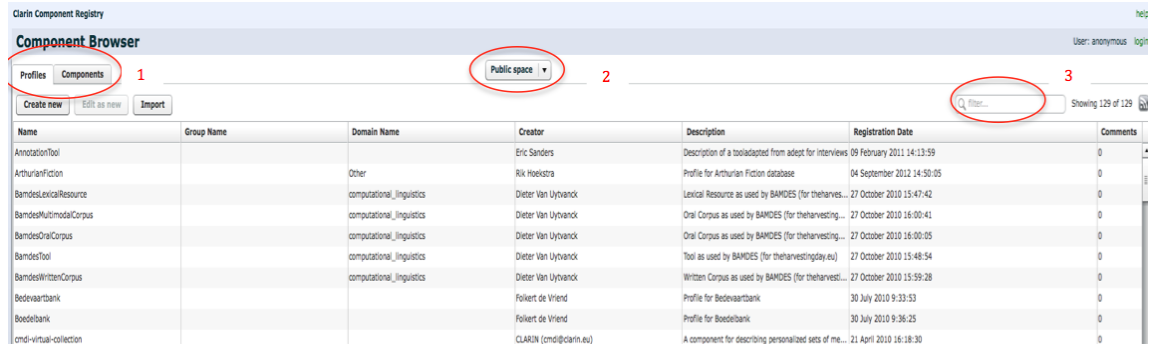 Clarin Component Registry help
Component Browser User: anonymous login
Profiles Components 1 Public space 2 3
Create new Edit as new Import filter... Showing 129 of 129
Name Group Name Domain Name Creator Description Registration Date Comments
AnnotationTool Eric Sanders Description of a tooladapted from adept for interviews 09 February 2011 14:13:59 0
ArthurianFiction Other Rik Hoekstra Profile for Arthurian Fiction database 04 September 2012 14:50:05 0
BamdesLexicalResource computational_linguistics Dieter Van Uytvanck Lexical Resource as used by BAMDES (for theharves... 27 October 2010 15:47:42 0
BamdesMultimodalCorpus computational_linguistics Dieter Van Uytvanck Oral Corpus as used by BAMDES (for theharvesting... 27 October 2010 16:00:41 0
BamdesOralCorpus computational_linguistics Dieter Van Uytvanck Oral Corpus as used by BAMDES (for theharvesting... 27 October 2010 16:00:05 0
BamdesTool computational_linguistics Dieter Van Uytvanck Tool as used by BAMDES (for theharvestingday.eu) 27 October 2010 15:48:54 0
BamdesWrittenCorpus computational_linguistics Dieter Van Uytvanck Written Corpus as used by BAMDES (for theharvesti... 27 October 2010 15:59:28 0
Bedevaartbank Folkert de Vriend Profile for Bedevaartbank 30 July 2010 9:33:53 0
Boedelbank Folkert de Vriend Profile for Boedelbank 30 July 2010 9:36:25 0
cmdi-virtual-collection CLARIN (cmdi@clarin.eu) A component for describing personalized sets of me... 21 April 2010 16:18:30 0